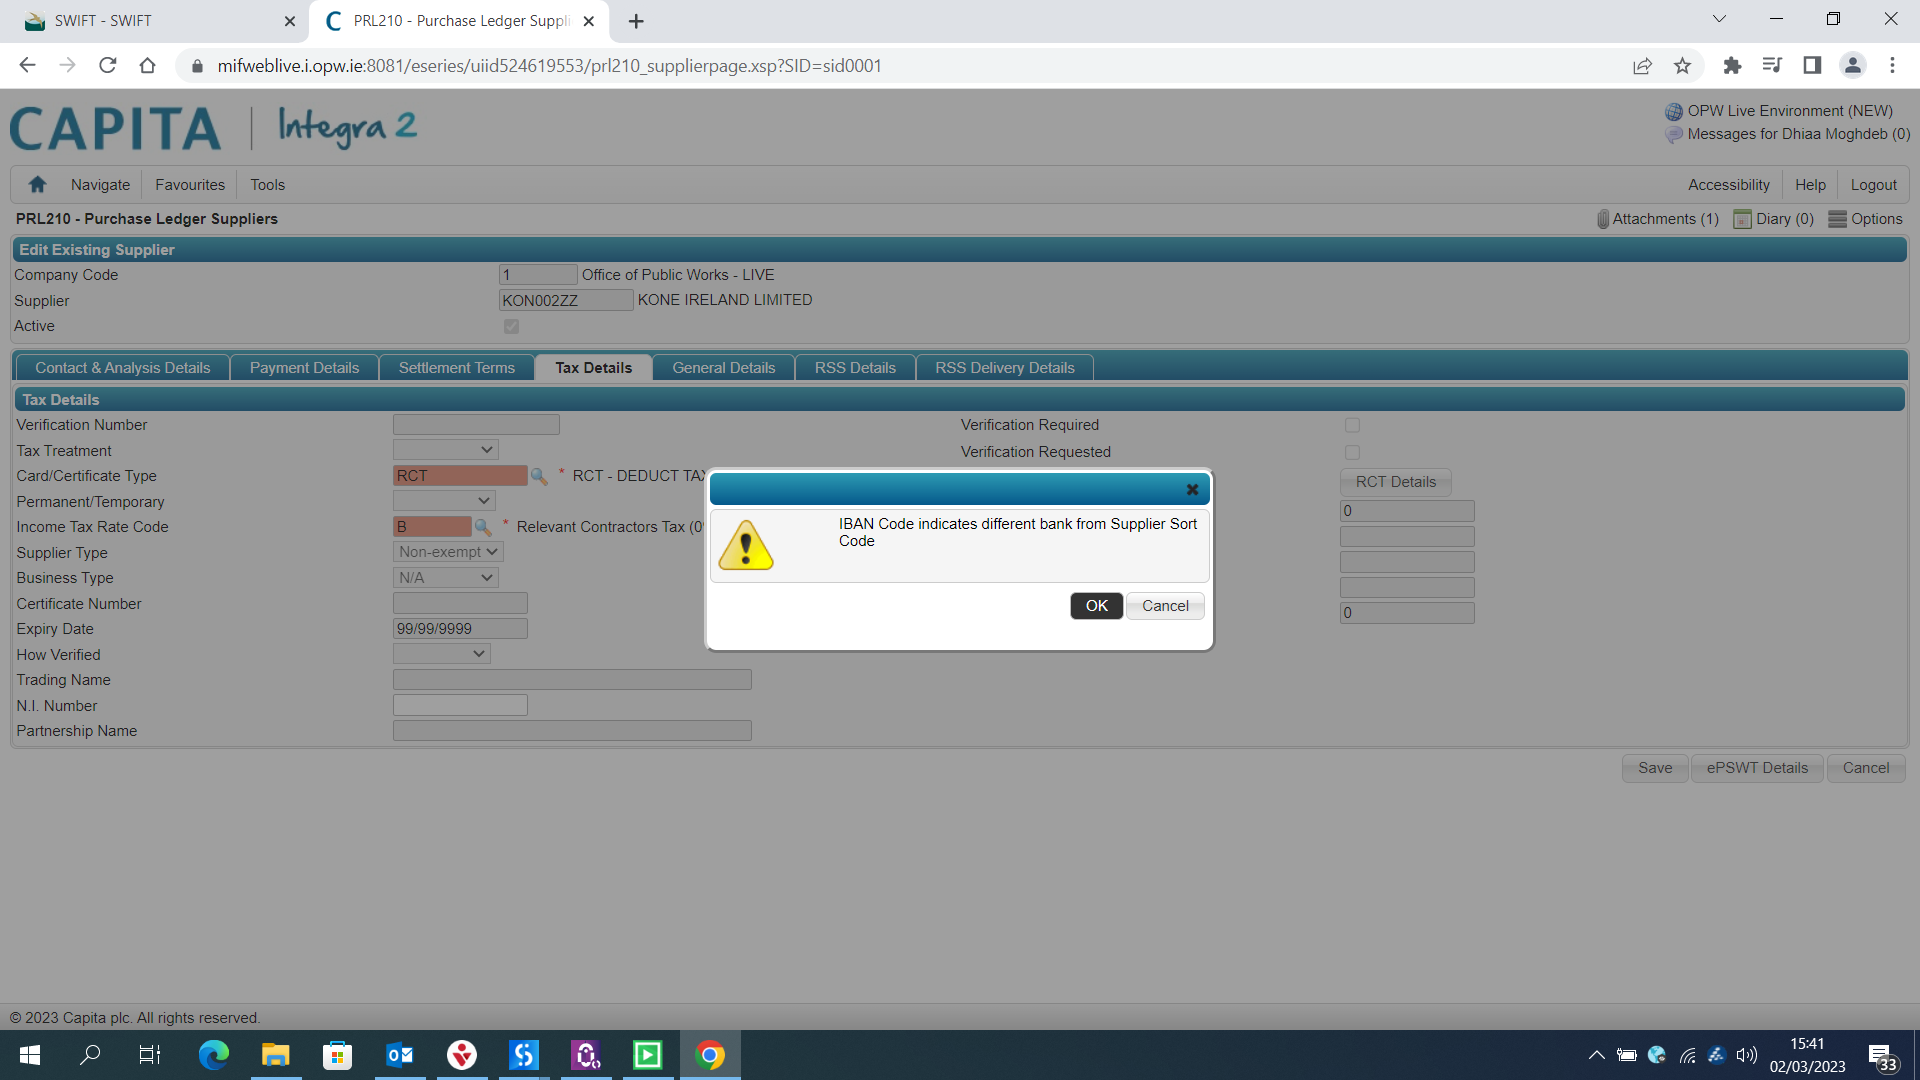 SWIFT - SWIFT
PRL210 - Purchase Ledger Suppli
mifweblive.i.opw.ie:8081/eseries/uiid524619553/prl210_supplierpage.xsp?SID=sid0001
CAPITA Integra 2
OPW Live Environment (NEW)
Messages for Dhiaa Moghdeb (0)
Navigate Favourites Tools Accessibility Help Logout
PRL210 - Purchase Ledger Suppliers Attachments (1) Diary (0) Options
Edit Existing Supplier
Company Code 1 Office of Public Works - LIVE
Supplier KON002ZZ KONE IRELAND LIMITED
Active
Contact & Analysis Details Payment Details Settlement Terms Tax Details General Details RSS Details RSS Delivery Details
Tax Details
Verification Number Verification Required
Tax Treatment Verification Requested
Card/Certificate Type RCT * RCT - DEDUCT TAX RCT Details
Permanent/Temporary 0
Income Tax Rate Code B * Relevant Contractors Tax (0
Supplier Type Non-exempt
Business Type N/A
Certificate Number 0
Expiry Date 99/99/9999
How Verified
Trading Name
N.I. Number
Partnership Name
IBAN Code indicates different bank from Supplier Sort
Code
OK Cancel
Save ePSWT Details Cancel
© 2023 Capita plc. All rights reserved.
15:41
02/03/2023
33